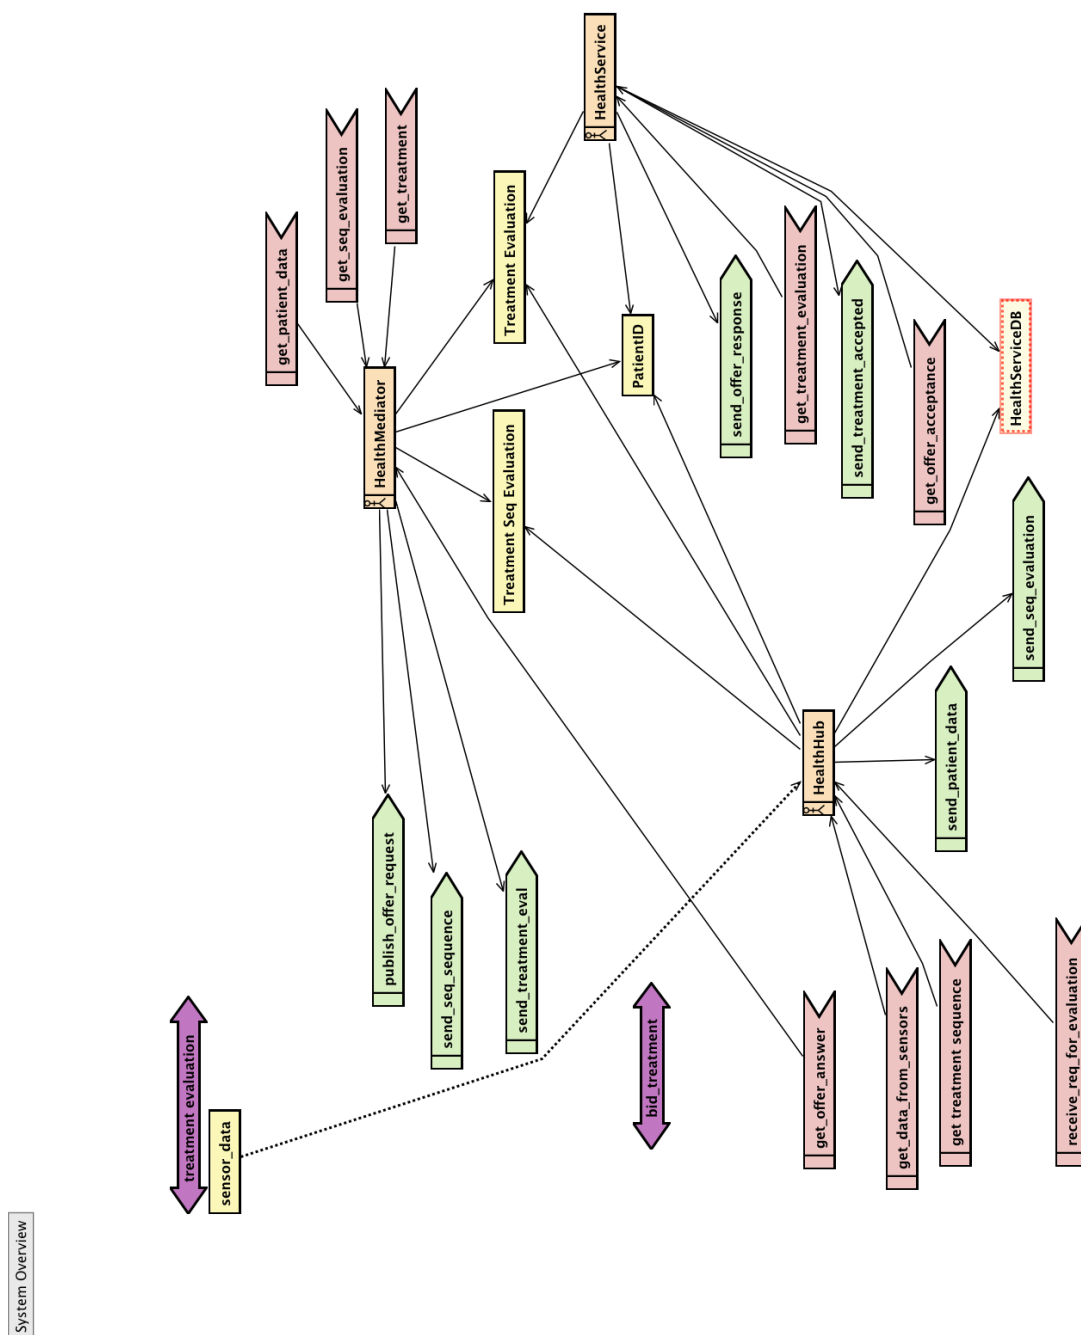 System Overview
treatment evaluation
sensor_data
get_patient_data
get_seq_evaluation
get_treatment
HealthMediator
publish_offer_request
send_seq_sequence
send_treatment_eval
Treatment Evaluation
Treatment Seq Evaluation
HealthService
PatientID
bid_treatment
send_offer_response
get_treatment_evaluation
send_treatment_accepted
get_offer_acceptance
HealthServiceDB
HealthHub
get_offer_answer
get_data_from_sensors
get treatment sequence
send_patient_data
send_seq_evaluation
receive_req_for_evaluation